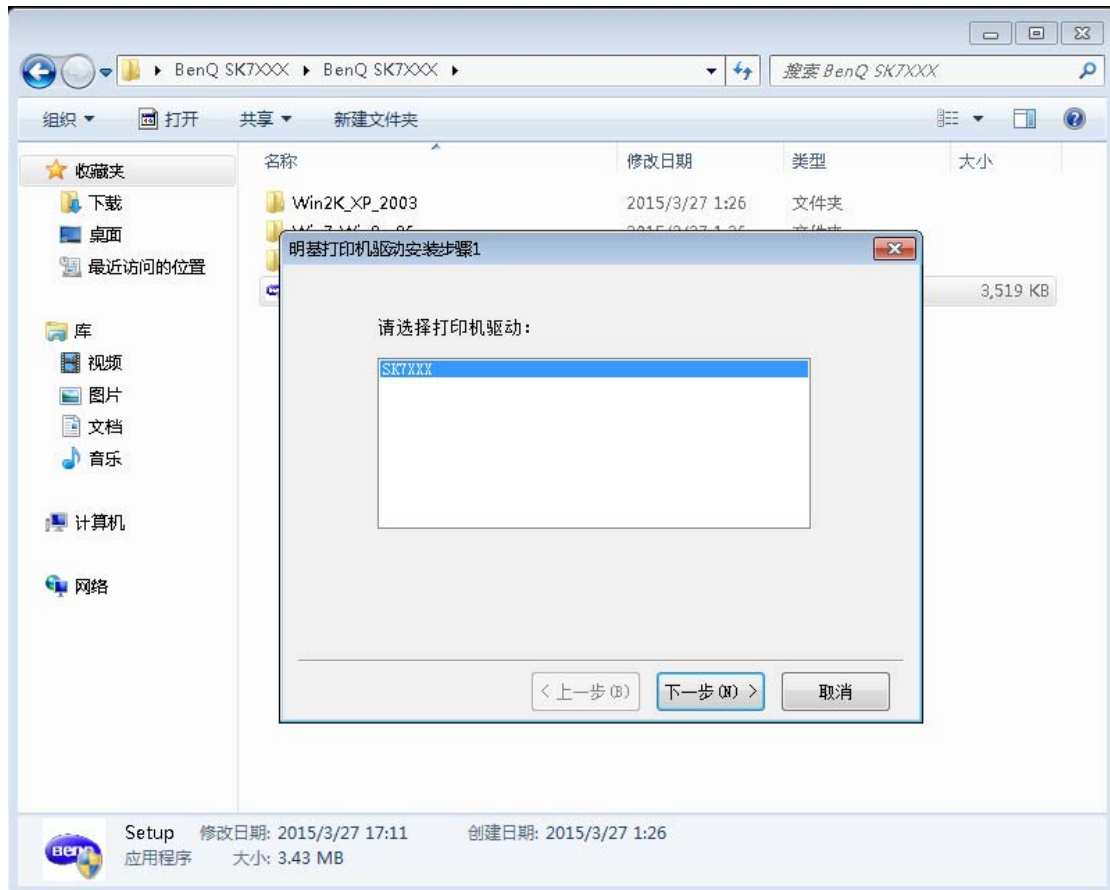 BenQ SK7XXX ▸ BenQ SK7XXX ▸
搜索 BenQ SK7XXX
组织 打开 共享 新建文件夹
名称 修改日期 类型 大小
收藏夹
下载
桌面
最近访问的位置
库
视频
图片
文档
音乐
计算机
网络
Win2K_XP_2003 2015/3/27 1:26 文件夹
3,519 KB
明基打印机驱动安装步骤1
请选择打印机驱动:
SK7XXX
< 上一步(B) 下一步(N) > 取消
Setup 修改日期: 2015/3/27 17:11 创建日期: 2015/3/27 1:26
应用程序 大小: 3.43 MB
BenQ